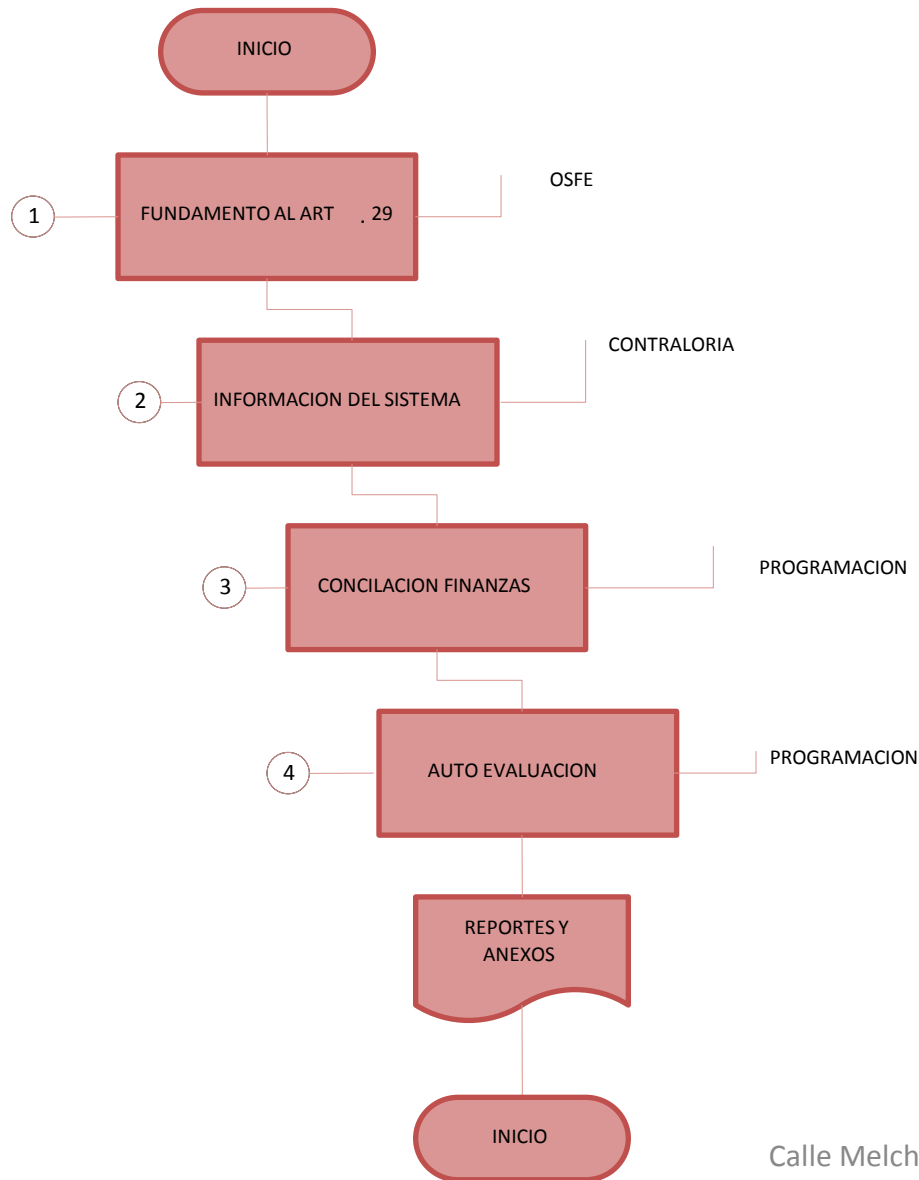 INICIO
OSFE
1
FUNDAMENTO AL ART . 29
CONTRALORIA
2
INFORMACION DEL SISTEMA
PROGRAMACION
3
CONCILACION FINANZAS
PROGRAMACION
4
AUTO EVALUACION
REPORTES Y
ANEXOS
INICIO
Calle Melch